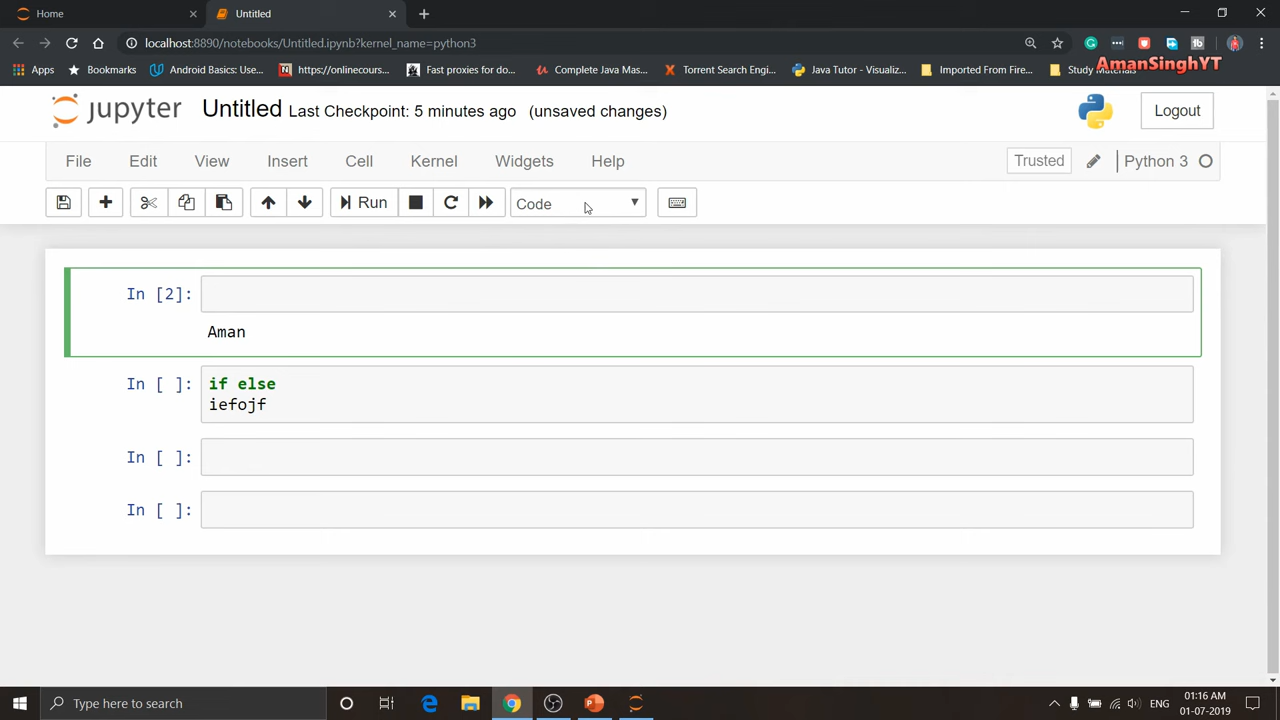 Home
Untitled
localhost:8890/notebooks/Untitled.ipynb?kernel_name=python3
Apps
Bookmarks
Android Basics: Use...
https://onlinecours...
Fast pymotes for do...
Complete Java Mas...
Torrent Search Engi...
Java Tutor - Visualiz...
Imported From Fire...
Study Materials
AmanSinghYT
jupyter
Untitled Last Checkpoint: 5 minutes ago (unsaved changes)
Logout
File Edit View Insert Cell Kernel Widgets Help
Trusted
Python 3
Run
Code
In [2]:
Aman
In [ ]:
if else
iefojf
In [ ]:
In [ ]:
Type here to search
ENG
01:16 AM
01-07-2019